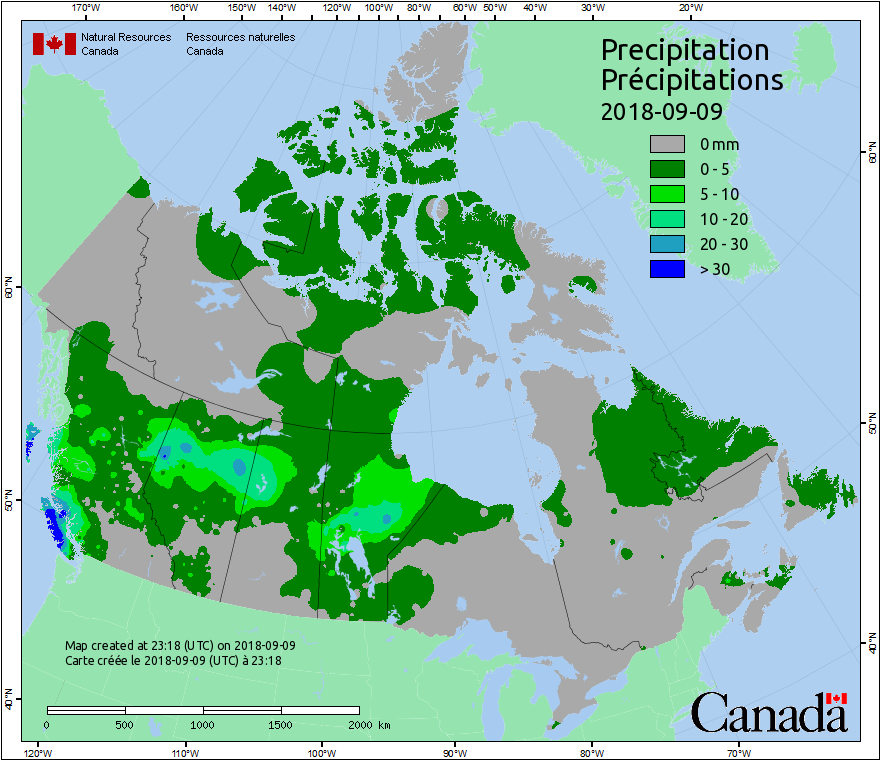 170°W 160°W 150°W 140°W 120°W 100°W 80°W 60°W 50°W 40°W 30°W 20°W
Natural Resources Ressources naturelles
Canada Canada
Precipitation
Précipitations
2018-09-09
0 mm
0 - 5
5 - 10
10 - 20
20 - 30
> 30
60°N
60°N
50°N
50°N
40°N
40°N
Map created at 23:18 (UTC) on 2018-09-09
Carte créée le 2018-09-09 (UTC) à 23:18
0 500 1000 1500 2000 km
Canada
120°W 110°W 100°W 90°W 80°W 70°W